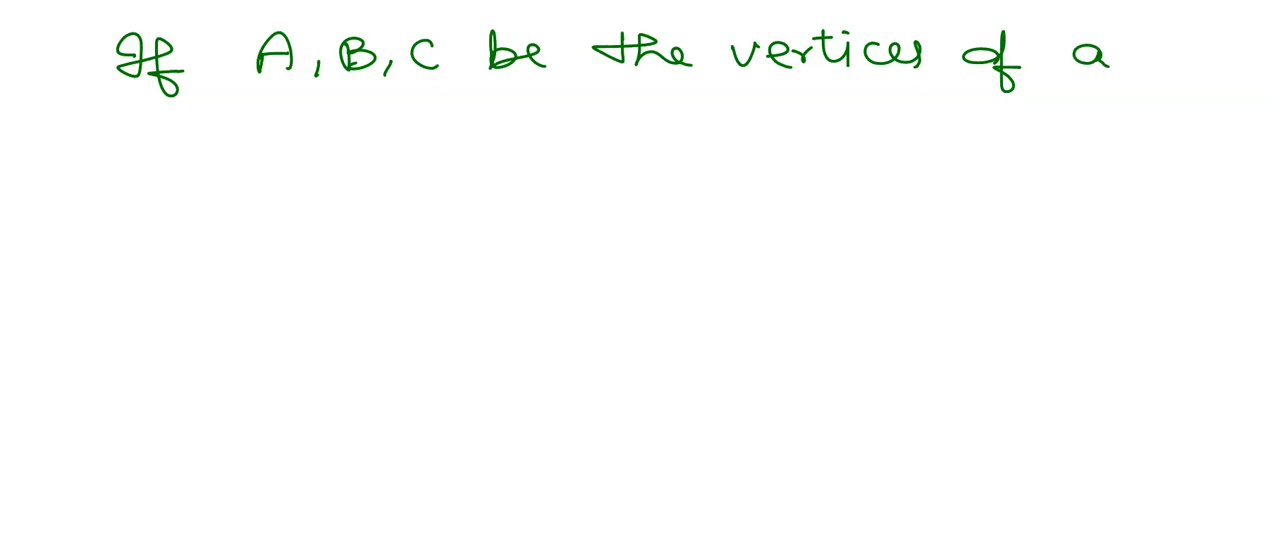 If A, B, C be the vertices of a